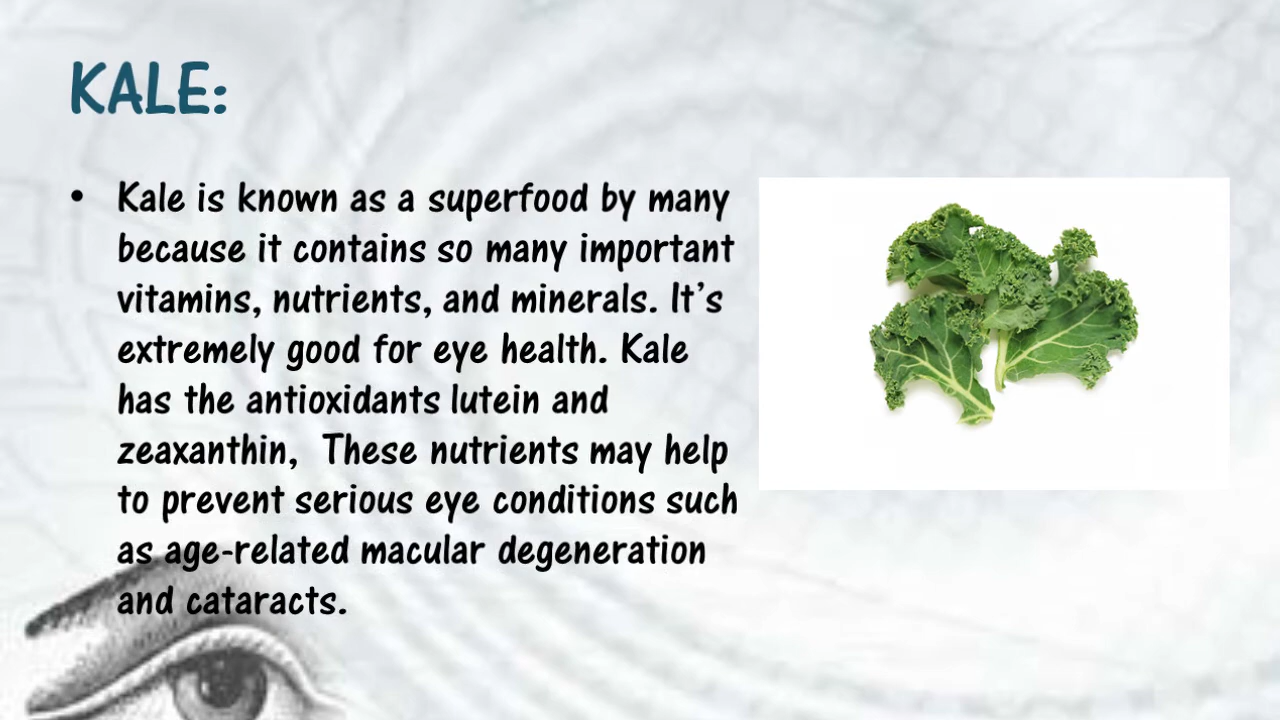 KALE:
• Kale is known as a superfood by many
because it contains so many important
vitamins, nutrients, and minerals. It’s
extremely good for eye health. Kale
has the antioxidants lutein and
zeaxanthin,  These nutrients may help
to prevent serious eye conditions such
as age-related macular degeneration
and cataracts.